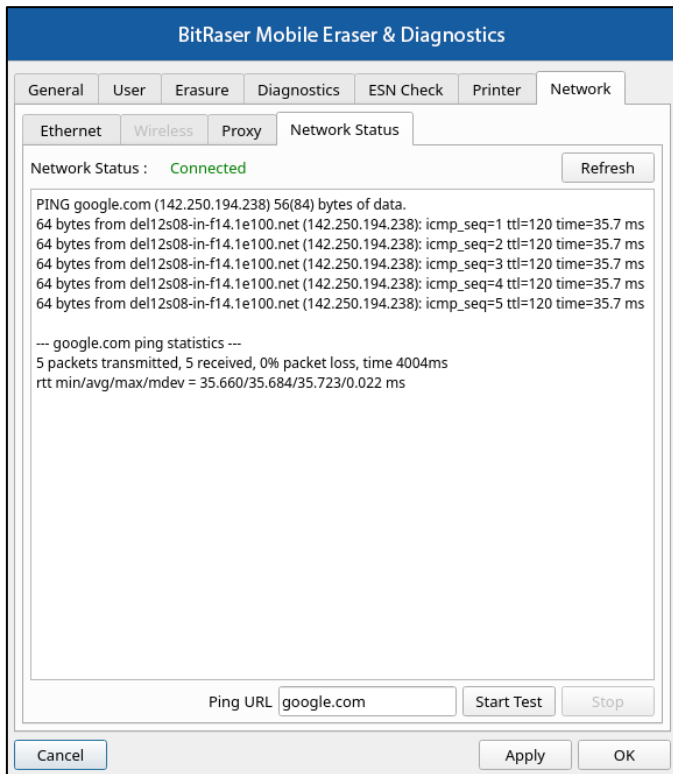 BitRaser Mobile Eraser & Diagnostics
General User Erasure Diagnostics ESN Check Printer Network
Ethernet Wireless Proxy Network Status
Network Status : Connected Refresh
PING google.com (142.250.194.238) 56(84) bytes of data.
64 bytes from del12s08-in-f14.1e100.net (142.250.194.238): icmp_seq=1 ttl=120 time=35.7 ms
64 bytes from del12s08-in-f14.1e100.net (142.250.194.238): icmp_seq=2 ttl=120 time=35.7 ms
64 bytes from del12s08-in-f14.1e100.net (142.250.194.238): icmp_seq=3 ttl=120 time=35.7 ms
64 bytes from del12s08-in-f14.1e100.net (142.250.194.238): icmp_seq=4 ttl=120 time=35.7 ms
64 bytes from del12s08-in-f14.1e100.net (142.250.194.238): icmp_seq=5 ttl=120 time=35.7 ms
--- google.com ping statistics ---
5 packets transmitted, 5 received, 0% packet loss, time 4004ms
rtt min/avg/max/mdev = 35.660/35.684/35.723/0.022 ms
Ping URL google.com Start Test Stop
Cancel Apply OK